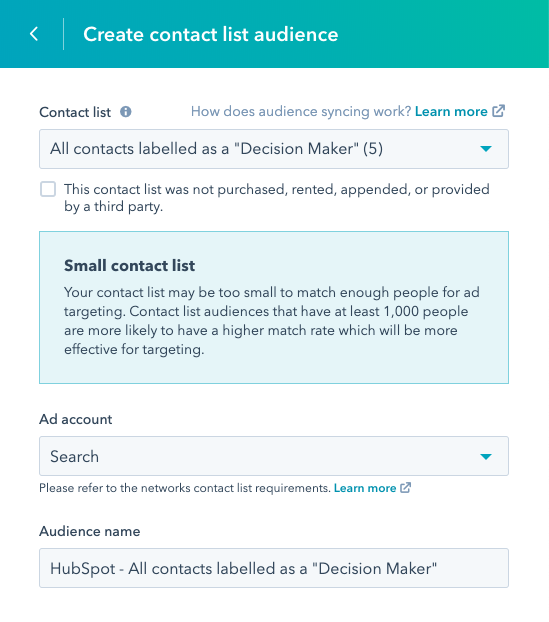 Create contact list audience
Contact list
How does audience syncing work? Learn more
All contacts labelled as a "Decision Maker" (5)
This contact list was not purchased, rented, appended, or provided
by a third party.
Small contact list
Your contact list may be too small to match enough people for ad
targeting. Contact list audiences that have at least 1,000 people
are more likely to have a higher match rate which will be more
effective for targeting.
Ad account
Search
Please refer to the networks contact list requirements. Learn more
Audience name
HubSpot - All contacts labelled as a "Decision Maker"